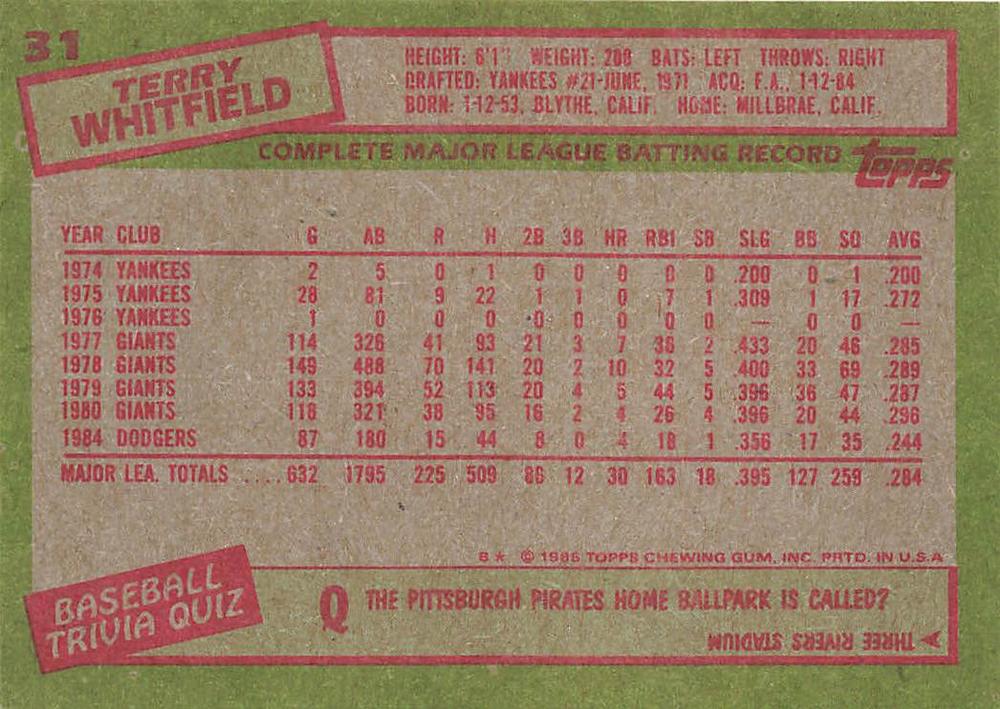 31
TERRY
WHITFIELD
HEIGHT: 6'1" WEIGHT: 200 BATS: LEFT THROWS: RIGHT
DRAFTED: YANKEES #21-JUNE, 1971 ACQ: F.A., 1-12-84
BORN: 1-12-53, BLYTHE, CALIF. HOME: MILLBRAE, CALIF.
COMPLETE MAJOR LEAGUE BATTING RECORD
topps
YEAR CLUB G AB R H 2B 3B HR RBI SB SLG BB SO AVG
1974 YANKEES 2 5 0 1 0 0 0 0 0 .200 0 1 .200
1975 YANKEES 28 81 9 22 1 1 0 7 1 .309 1 17 .272
1976 YANKEES 1 0 0 0 0 0 0 0 0 — 0 0 —
1977 GIANTS 114 326 41 93 21 3 7 36 2 .433 20 46 .285
1978 GIANTS 149 488 70 141 20 2 10 32 5 .400 33 69 .289
1979 GIANTS 133 394 52 113 20 4 5 44 5 .396 36 47 .287
1980 GIANTS 118 321 38 95 16 2 4 26 4 .396 20 44 .296
1984 DODGERS 87 180 15 44 8 0 4 18 1 .356 17 35 .244
MAJOR LEA. TOTALS ....632 1795 225 509 86 12 30 163 18 .395 127 259 .284
B* © 1985 TOPPS CHEWING GUM, INC. PRTD. IN U.S.A
BASEBALL
TRIVIA QUIZ
Q THE PITTSBURGH PIRATES HOME BALLPARK IS CALLED?
A THREE RIVERS STADIUM